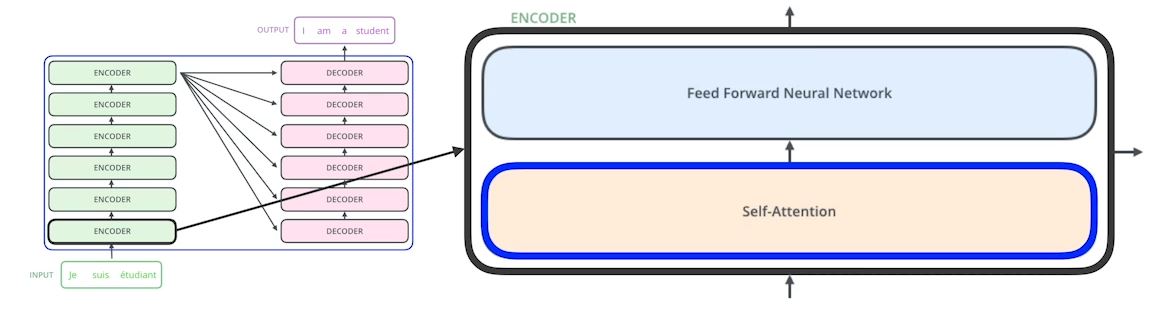 OUTPUT I am a student
ENCODER DECODER
ENCODER DECODER
ENCODER DECODER
ENCODER DECODER
ENCODER DECODER
ENCODER DECODER
INPUT Je suis étudiant
ENCODER
Feed Forward Neural Network
Self-Attention